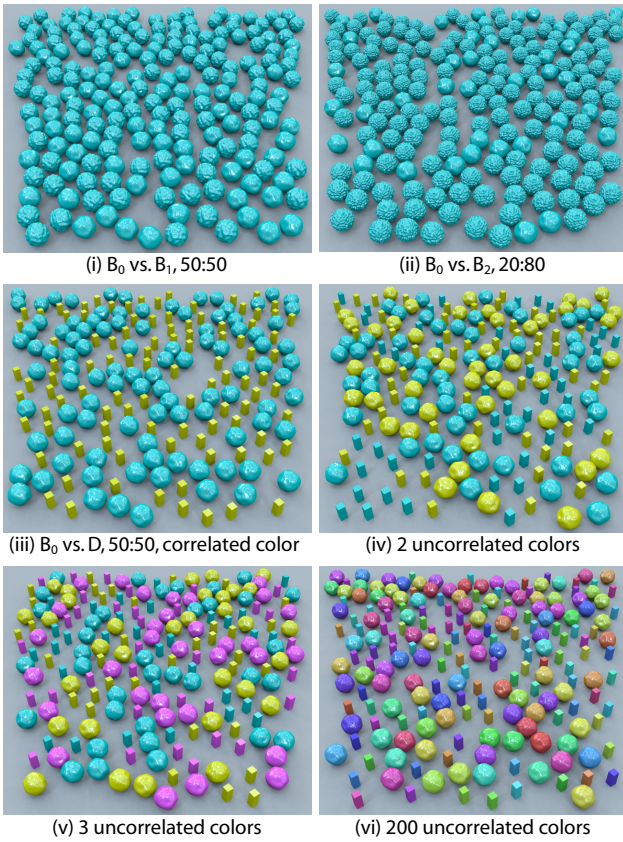 (i) B₀ vs. B₁, 50:50
(ii) B₀ vs. B₂, 20:80
(iii) B₀ vs. D, 50:50, correlated color
(iv) 2 uncorrelated colors
(v) 3 uncorrelated colors
(vi) 200 uncorrelated colors